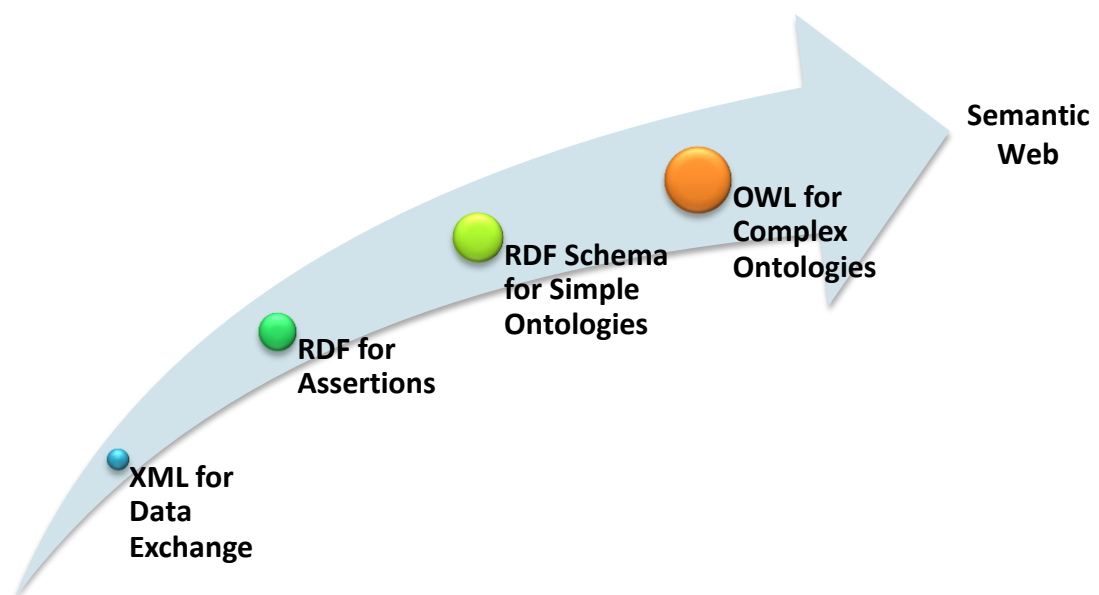 XML for
Data
Exchange
RDF for
Assertions
RDF Schema
for Simple
Ontologies
OWL for
Complex
Ontologies
Semantic
Web